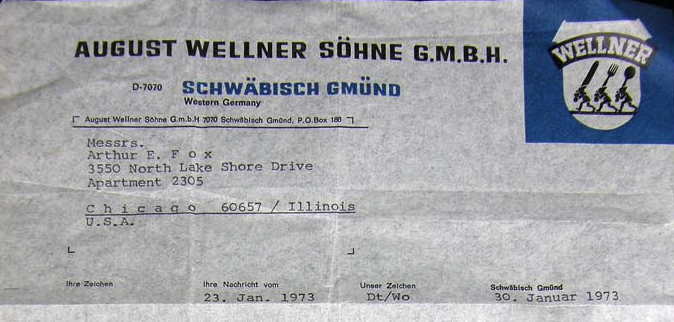 AUGUST WELLNER SÖHNE G.M.B.H.
WELLNER
D-7070 SCHWÄBISCH GMÜND
Western Germany
August Wellner Söhne G.m.b.H 7070 Schwäbisch Gmünd, P.O.Box 180
Messrs.
Arthur E. F o x
3550 North Lake Shore Drive
Apartment 2305
C h i c a g o 60657 / Illinois
U.S.A.
Ihre Zeichen Ihre Nachricht vom Unser Zeichen Schwäbisch Gmünd
23. Jan. 1973 Dt/Wo 30. Januar 1973